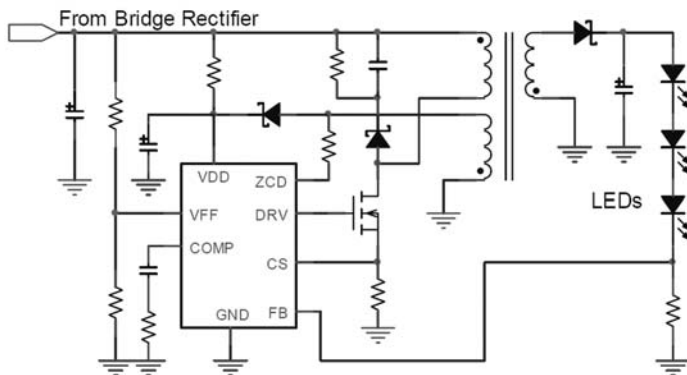 From Bridge Rectifier
VDD
ZCD
VFF
DRV
LEDs
COMP
CS
GND
FB